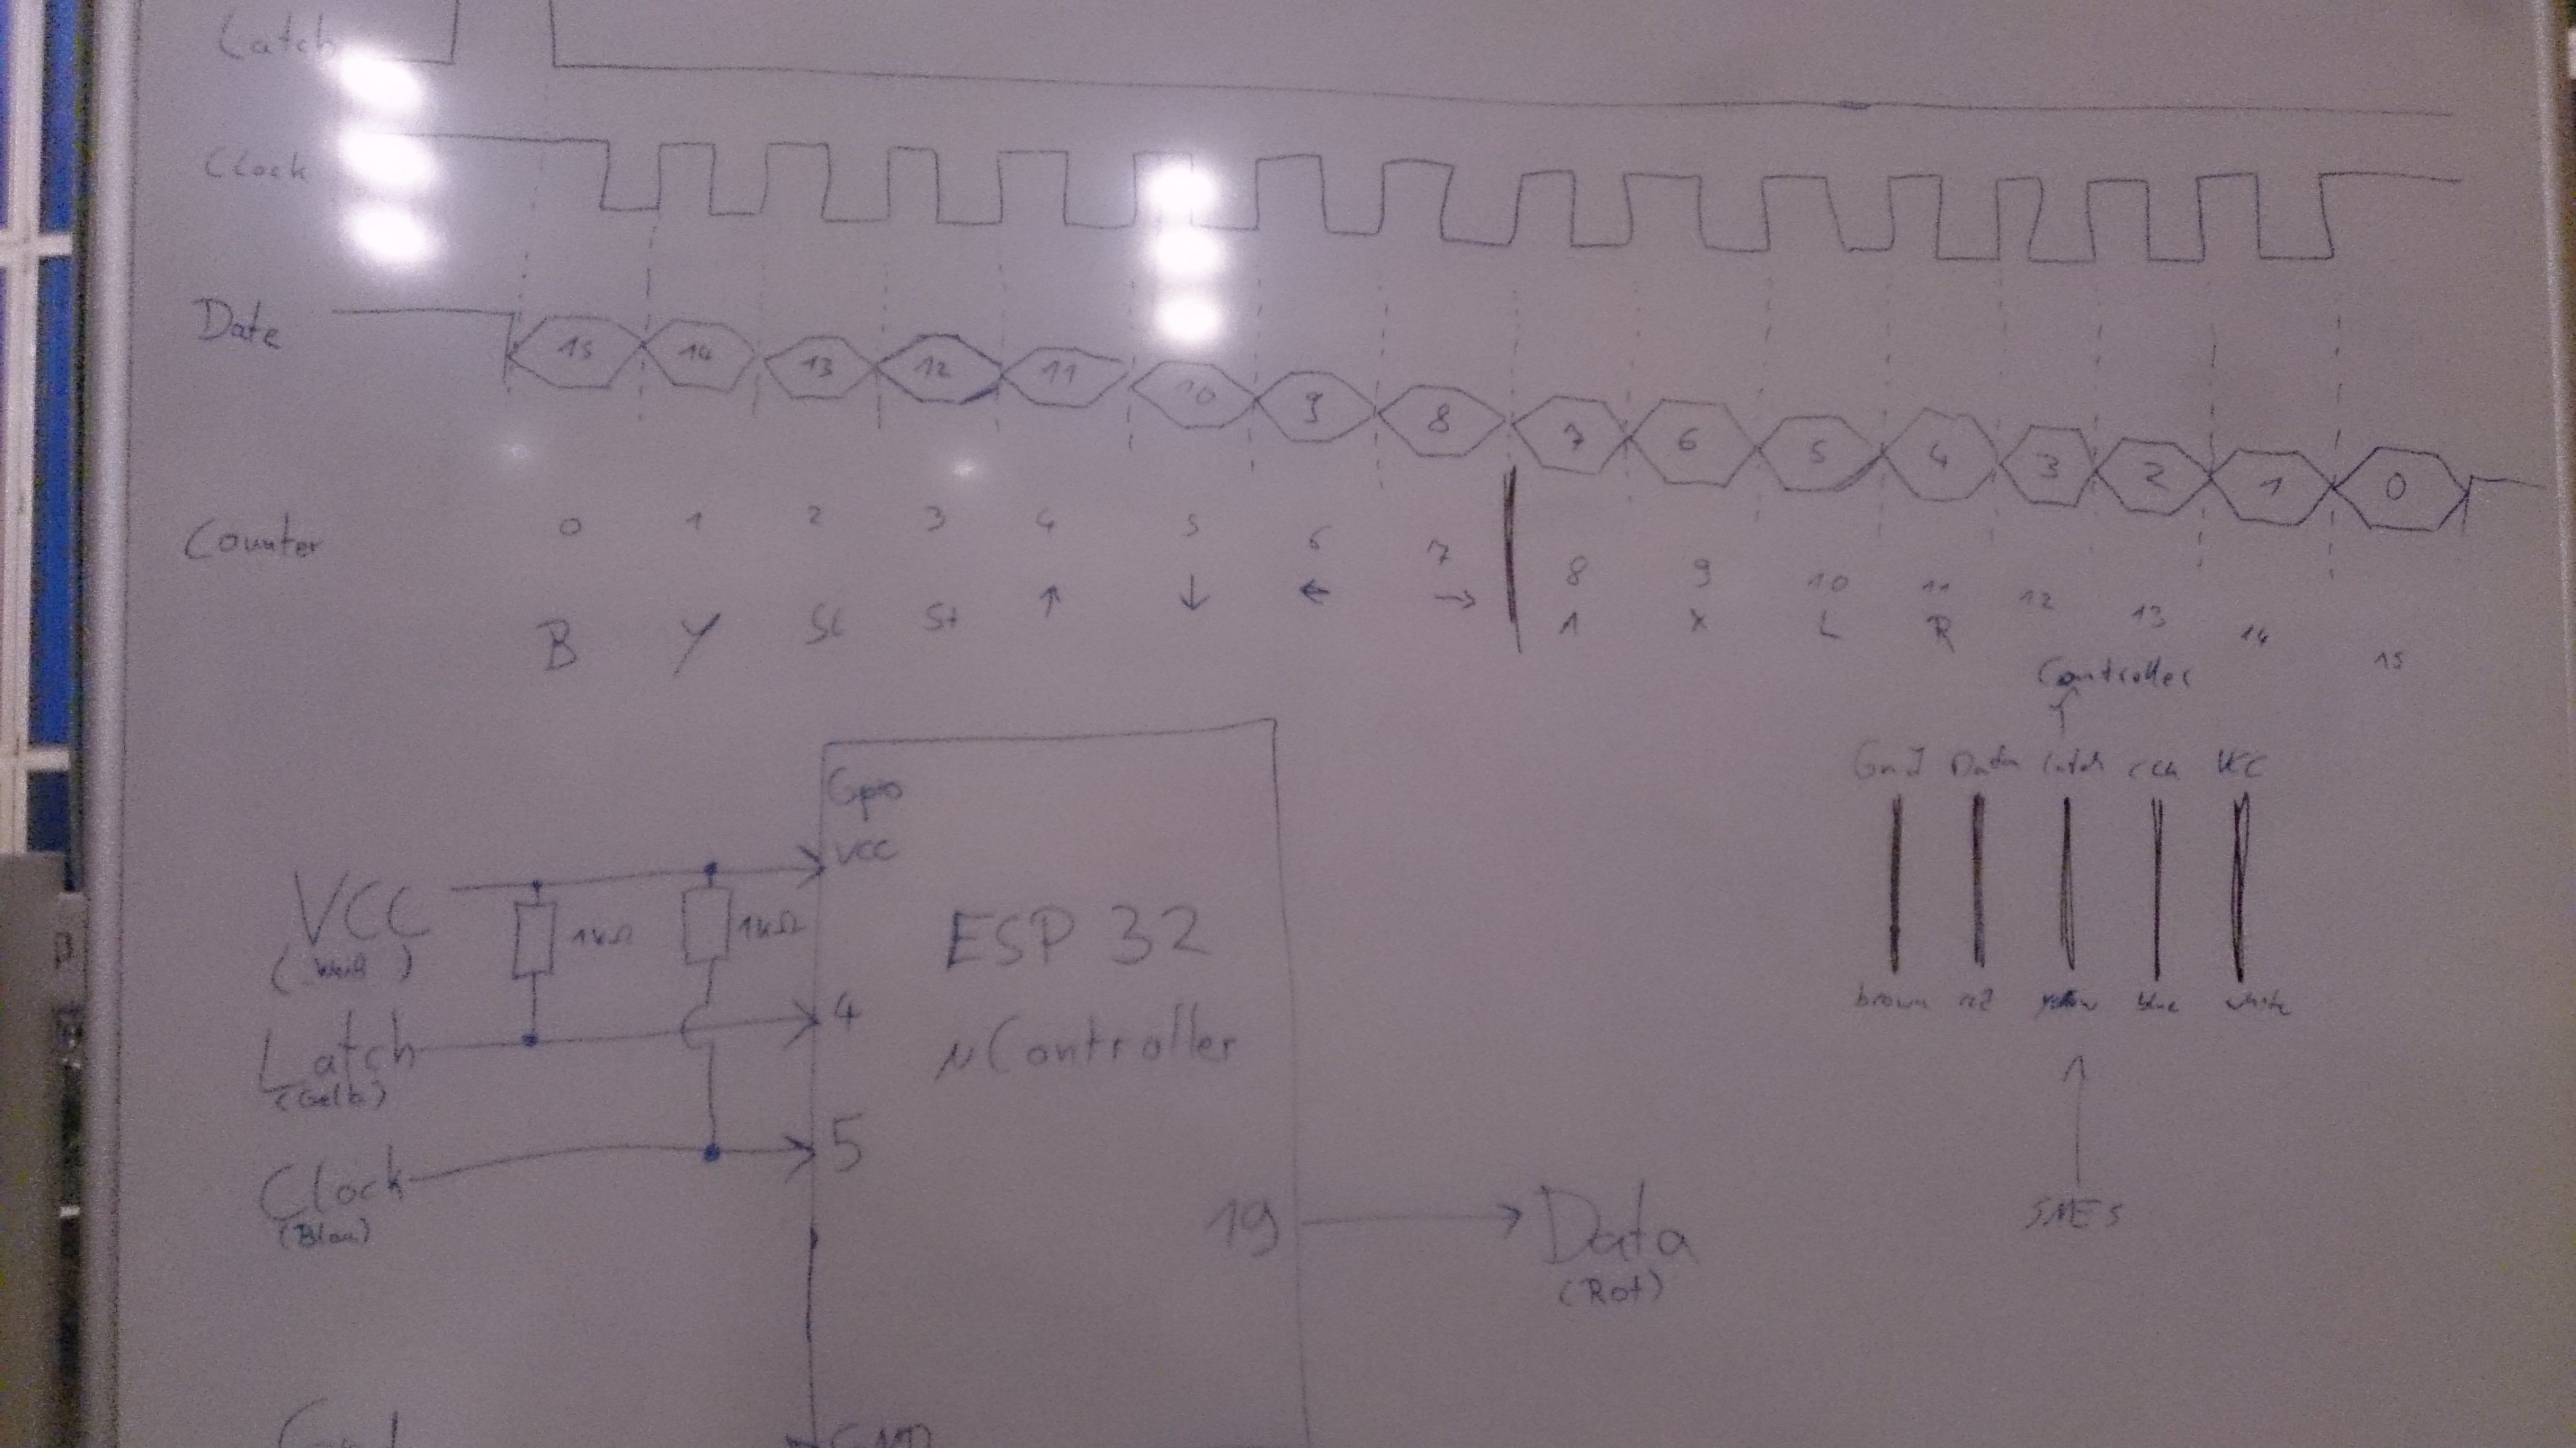 Latch
Clock
Date 15 14 13 12 11 10 9 8 7 6 5 4 3 2 1 0
Counter 0 1 2 3 4 5 6 7 8 9 10 11 12 13 14 15
B Y SL St ↑ ↓ ← → A X L R
Controller
Gnd Data Latch CLK VCC
brown red yellow blue white
SNES
Gpio
VCC 1kΩ 1kΩ VCC
(Weiß)
ESP 32
µController
Latch 4
(Gelb)
Clock 5
(Blau)
19 Data
(Rot)
Gnd GND